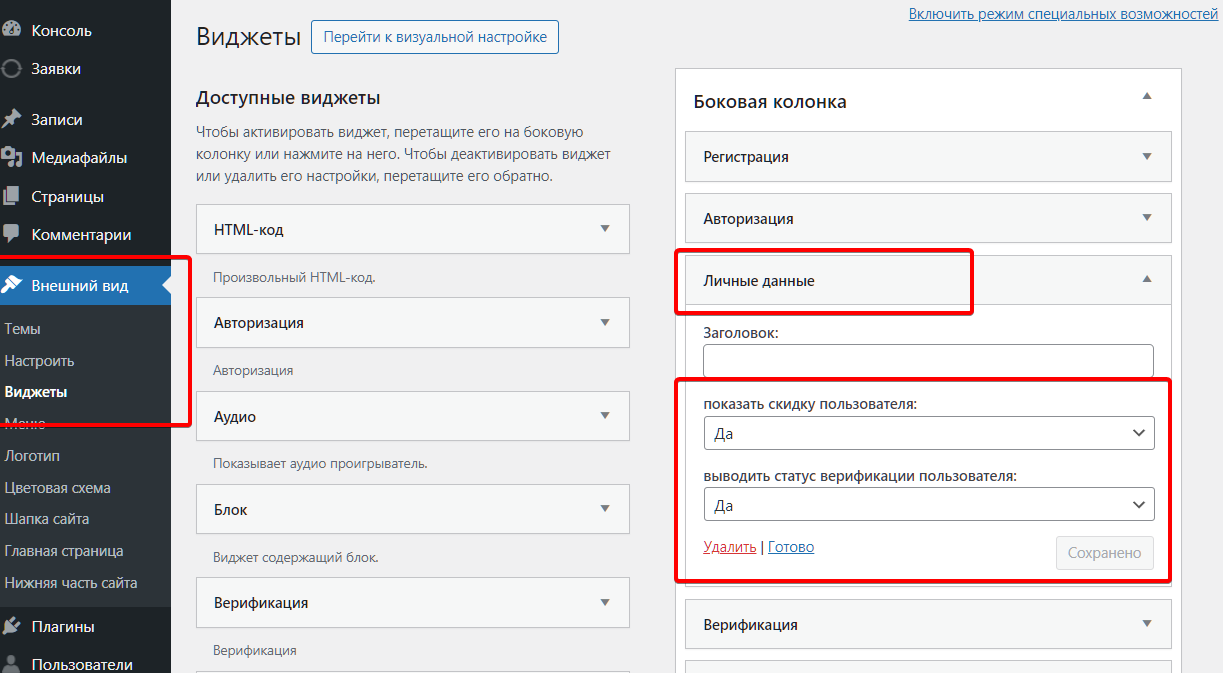 Включить режим специальных возможностей
Консоль
Заявки
Записи
Медиафайлы
Страницы
Комментарии
Внешний вид
Темы
Настроить
Виджеты
Меню
Логотип
Цветовая схема
Шапка сайта
Главная страница
Нижняя часть сайта
Плагины
Пользователи
Виджеты
Перейти к визуальной настройке
Доступные виджеты
Чтобы активировать виджет, перетащите его на боковую
колонку или нажмите на него. Чтобы деактивировать виджет
или удалить его настройки, перетащите его обратно.
HTML-код
Произвольный HTML-код.
Авторизация
Авторизация
Аудио
Показывает аудио проигрыватель.
Блок
Виджет содержащий блок.
Верификация
Верификация
Боковая колонка
Регистрация
Авторизация
Личные данные
Заголовок:
показать скидку пользователя:
Да
выводить статус верификации пользователя:
Да
Удалить | Готово
Сохранено
Верификация